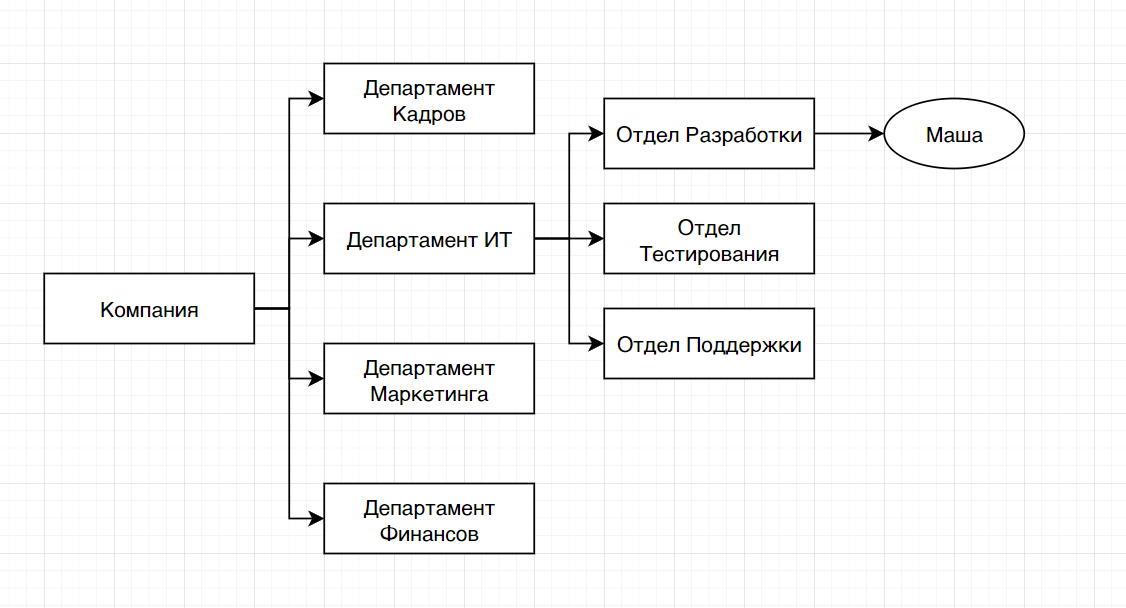 Департамент
Кадров
Отдел Разработки
Маша
Департамент ИТ
Отдел
Тестирования
Компания
Отдел Поддержки
Департамент
Маркетинга
Департамент
Финансов